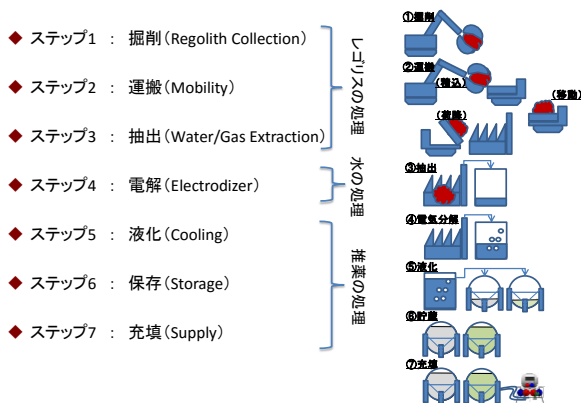 ◆ ステップ1 : 掘削(Regolith Collection)
◆ ステップ2 : 運搬(Mobility)
◆ ステップ3 : 抽出(Water/Gas Extraction)
◆ ステップ4 : 電解(Electrodizer)
◆ ステップ5 : 液化(Cooling)
◆ ステップ6 : 保存(Storage)
◆ ステップ7 : 充填(Supply)
レゴリスの処理
水の処理
推薬の処理
①掘削
②運搬
(積込)
(移動)
(荷降)
③抽出
④電気分解
⑤液化
⑥貯蔵
⑦充填